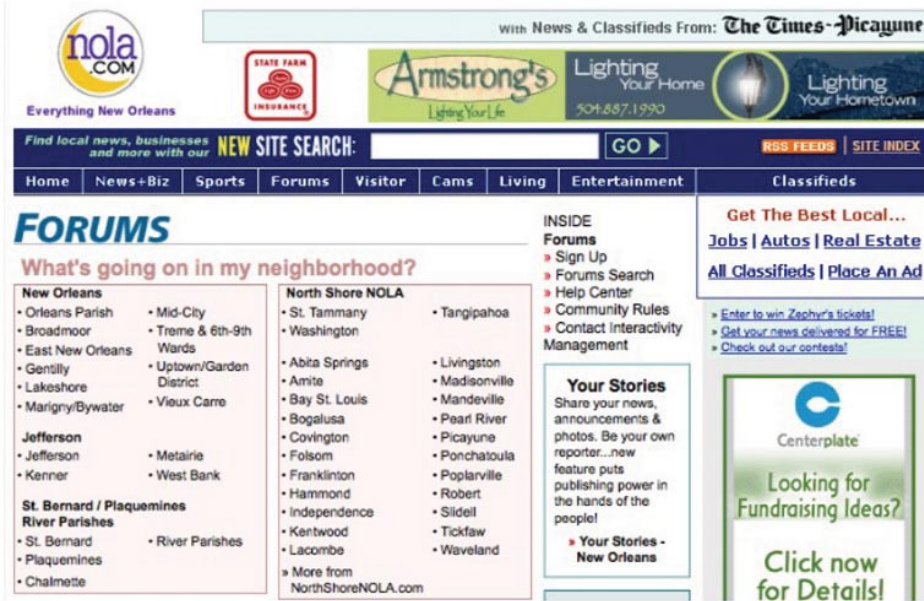 nola
.COM
Everything New Orleans
With News & Classifieds From: The Times-Picayune
STATE FARM
INSURANCE
Armstrong's
Lighting Your Life
Lighting
Your Home
504.887.1990
Lighting
Your Hometown
Find local news, businesses
and more with our NEW SITE SEARCH:
GO
RSS FEEDS | SITE INDEX
Home News+Biz Sports Forums Visitor Cams Living Entertainment Classifieds
FORUMS
What's going on in my neighborhood?
New Orleans
• Orleans Parish
• Broadmoor
• East New Orleans
• Gentilly
• Lakeshore
• Marigny/Bywater
• Mid-City
• Treme & 6th-9th
Wards
• Uptown/Garden
District
• Vieux Carre
Jefferson
• Jefferson
• Kenner
• Metairie
• West Bank
St. Bernard / Plaquemines
River Parishes
• St. Bernard
• Plaquemines
• Chalmette
• River Parishes
North Shore NOLA
• St. Tammany
• Washington
• Tangipahoa
• Abita Springs
• Amite
• Bay St. Louis
• Bogalusa
• Covington
• Folsom
• Franklinton
• Hammond
• Independence
• Kentwood
• Lacombe
» More from
NorthShoreNOLA.com
• Livingston
• Madisonville
• Mandeville
• Pearl River
• Picayune
• Ponchatoula
• Poplarville
• Robert
• Slidell
• Tickfaw
• Waveland
INSIDE
Forums
» Sign Up
» Forums Search
» Help Center
» Community Rules
» Contact Interactivity
Management
Your Stories
Share your news,
announcements &
photos. Be your own
reporter...new
feature puts
publishing power in
the hands of the
people!
» Your Stories -
New Orleans
Get The Best Local...
Jobs | Autos | Real Estate
All Classifieds | Place An Ad
» Enter to win Zephyr's tickets!
» Get your news delivered for FREE!
» Check out our contests!
Centerplate
Looking for
Fundraising Ideas?
Click now
for Details!